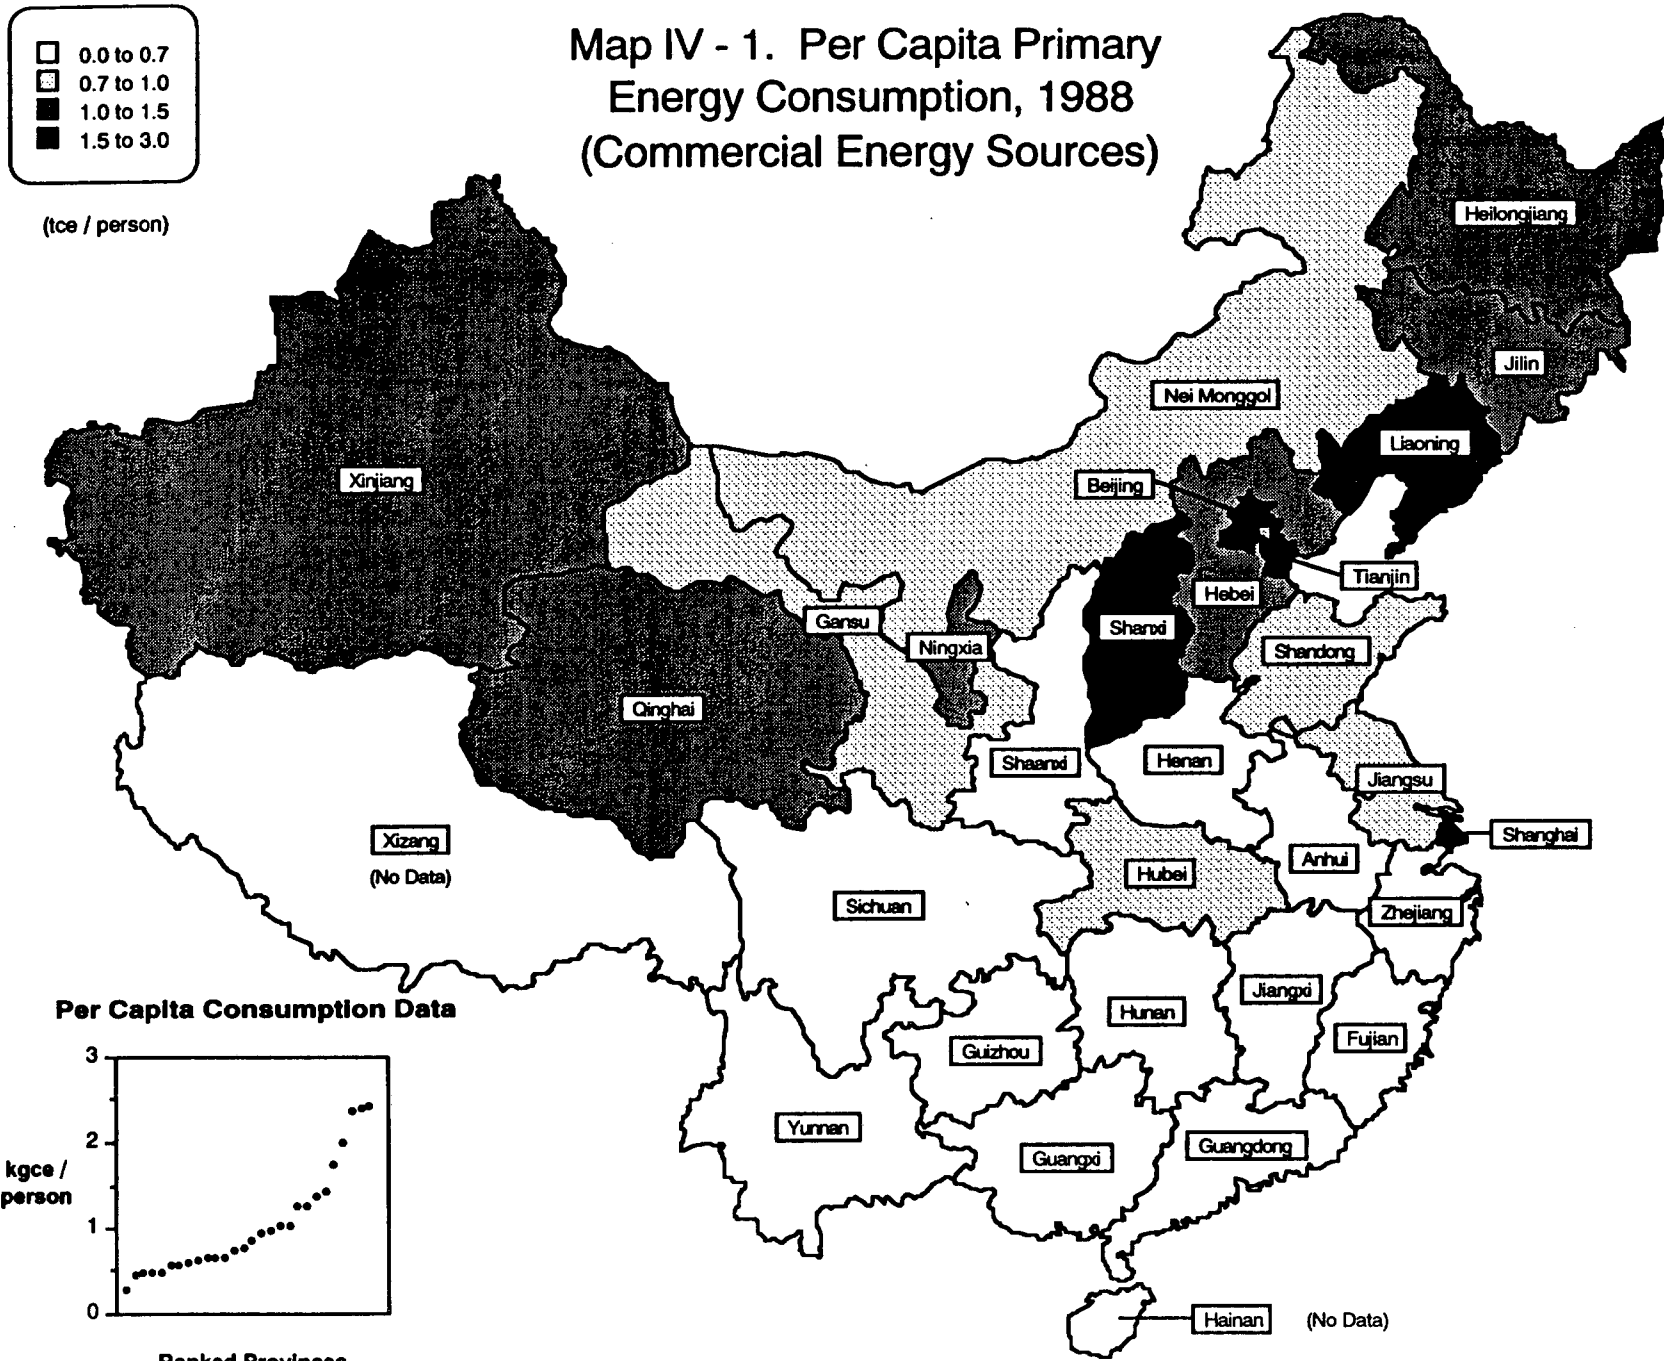 0.0 to 0.7
0.7 to 1.0
1.0 to 1.5
1.5 to 3.0
(tce / person)
Map IV - 1. Per Capita Primary
Energy Consumption, 1988
(Commercial Energy Sources)
Heilongjiang
Jilin
Nei Monggol
Liaoning
Xinjiang
Beijing
Tianjin
Hebei
Gansu
Shanxi
Ningxia
Shandong
Qinghai
Shaanxi
Henan
Jiangsu
Xizang
(No Data)
Shanghai
Anhui
Hubei
Sichuan
Zhejiang
Jiangxi
Hunan
Fujian
Guizhou
Yunnan
Guangxi
Guangdong
Hainan
(No Data)
Per Capita Consumption Data
3
2
1
0
kgce /
person
Ranked Provinces